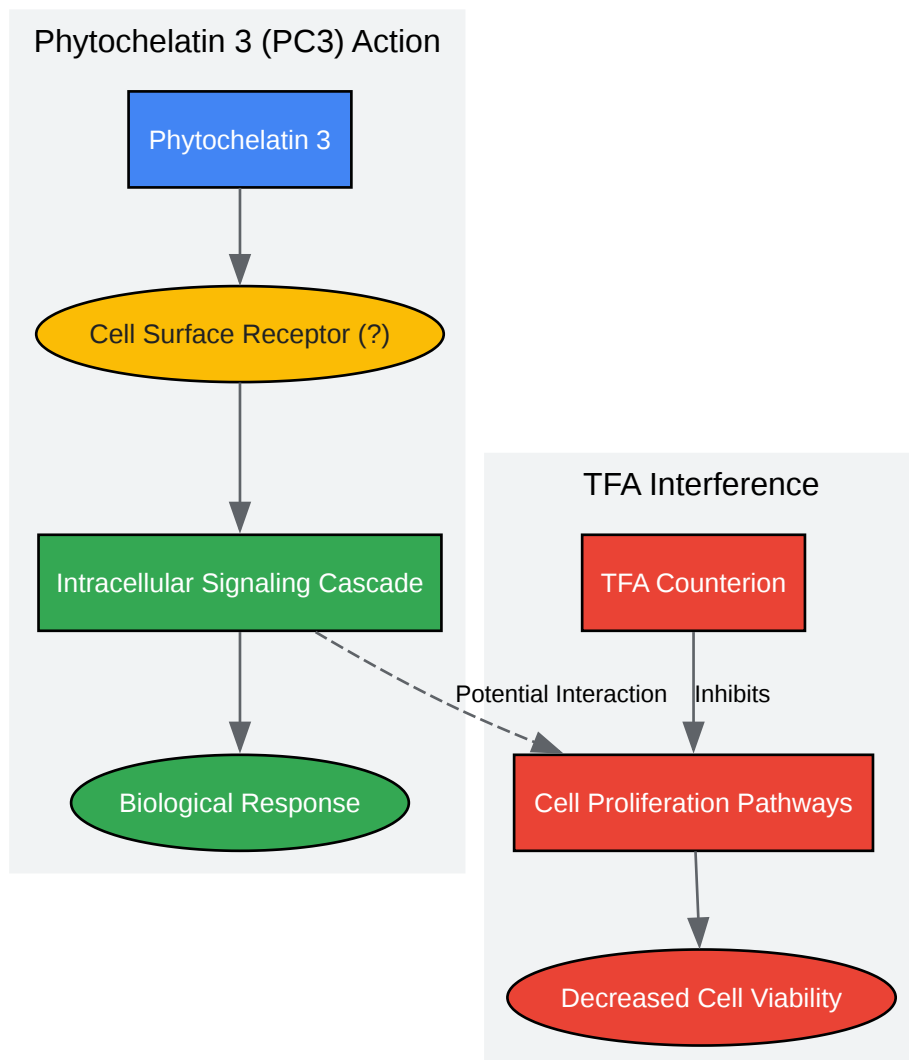 Phytochelatin 3 (PC3) Action
Phytochelatin 3
Cell Surface Receptor (?)
Intracellular Signaling Cascade
Biological Response
TFA Interference
TFA Counterion
Potential Interaction
Inhibits
Cell Proliferation Pathways
Decreased Cell Viability